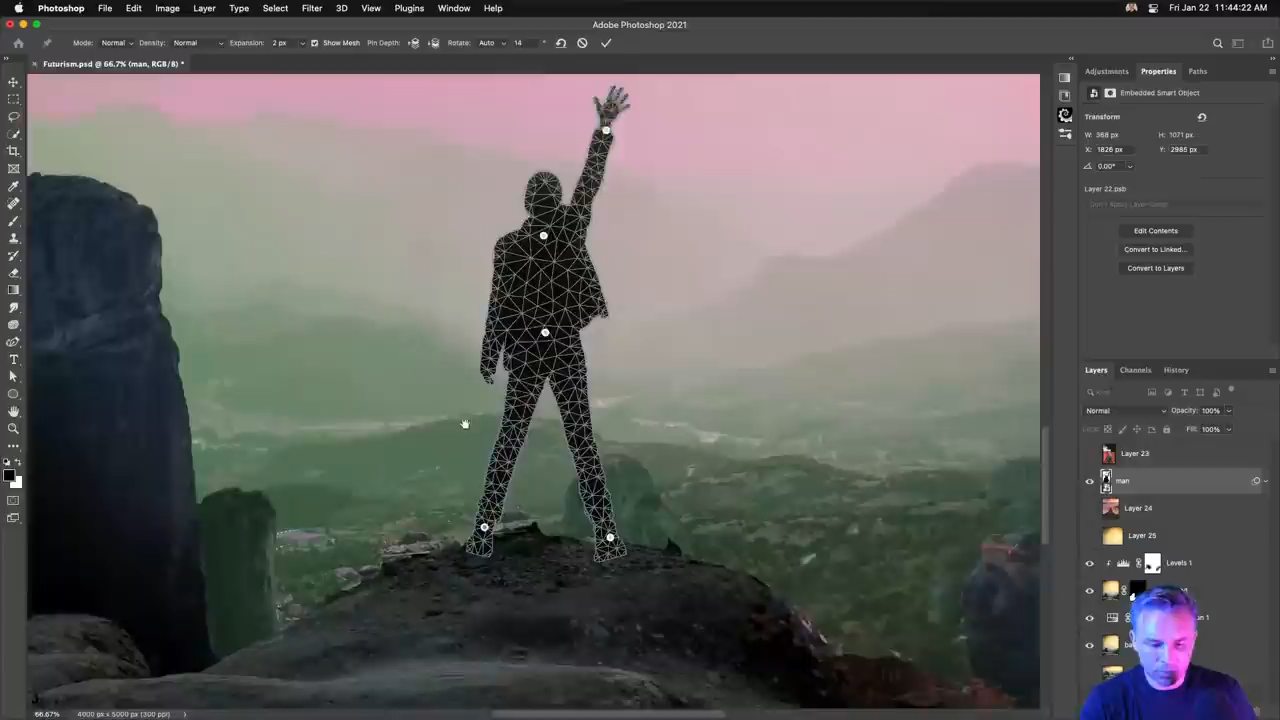 Photoshop File Edit Image Layer Type Select Filter 3D View Plugins Window Help Fri Jan 22 11:44:22 AM
Adobe Photoshop 2021
Mode: Normal Density: Normal Expansion: 2 px Show Mesh Pin Depth: Rotate: Auto 14 °
Futurism.psd @ 66.7% (man, RGB/8) *
Adjustments Properties Paths
Embedded Smart Object
Transform
W: 368 px H: 1071 px
X: 1826 px Y: 2985 px
0.00°
Layer 22.psb
Edit Contents
Convert to Linked...
Convert to Layers
Layers Channels History
Normal Opacity: 100%
Lock: Fill: 100%
Layer 23
man
Layer 24
Layer 25
Levels 1
66.67% 4000 px x 5000 px (300 ppi)